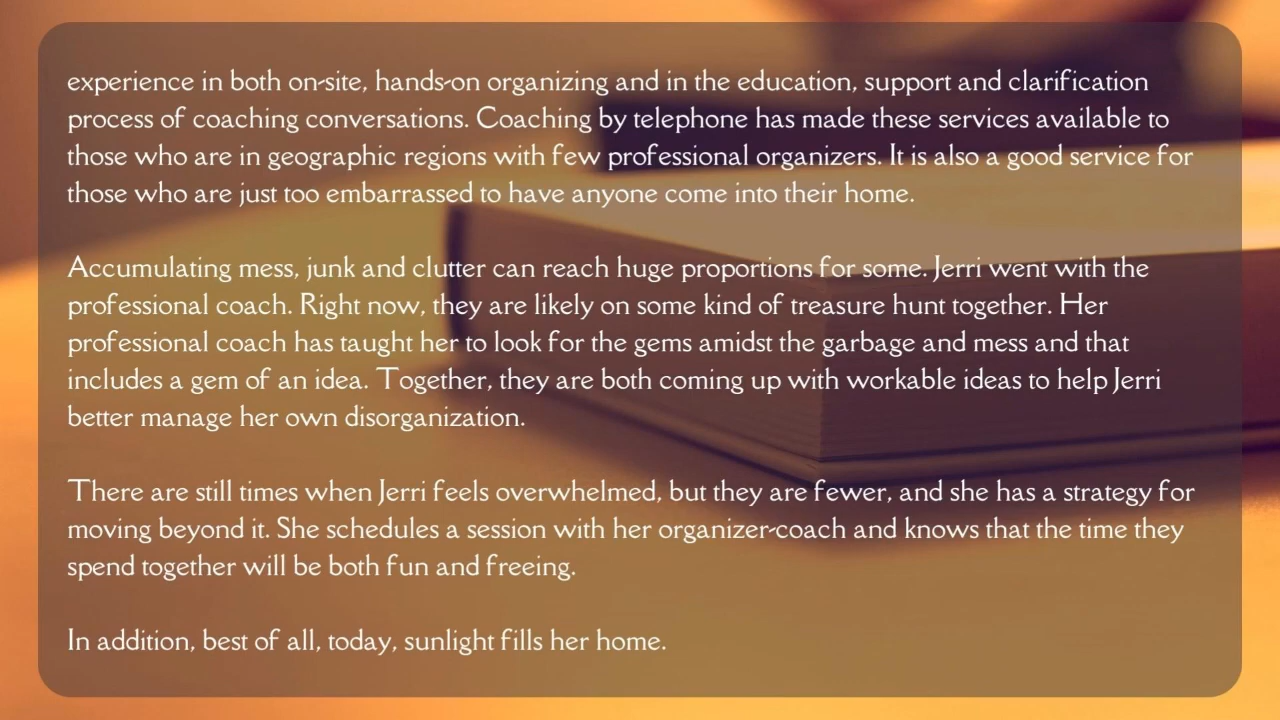 experience in both on-site, hands-on organizing and in the education, support and clarification
process of coaching conversations. Coaching by telephone has made these services available to
those who are in geographic regions with few professional organizers. It is also a good service for
those who are just too embarrassed to have anyone come into their home.
Accumulating mess, junk and clutter can reach huge proportions for some. Jerri went with the
professional coach. Right now, they are likely on some kind of treasure hunt together. Her
professional coach has taught her to look for the gems amidst the garbage and mess and that
includes a gem of an idea. Together, they are both coming up with workable ideas to help Jerri
better manage her own disorganization.
There are still times when Jerri feels overwhelmed, but they are fewer, and she has a strategy for
moving beyond it. She schedules a session with her organizer-coach and knows that the time they
spend together will be both fun and freeing.
In addition, best of all, today, sunlight fills her home.